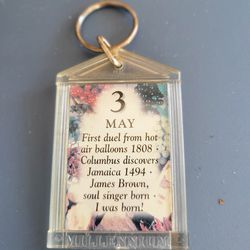 3
MAY
First duel from hot
air balloons 1808 ·
Columbus discovers
Jamaica 1494 ·
James Brown,
soul singer born ·
I was born!
MILLENNIUM